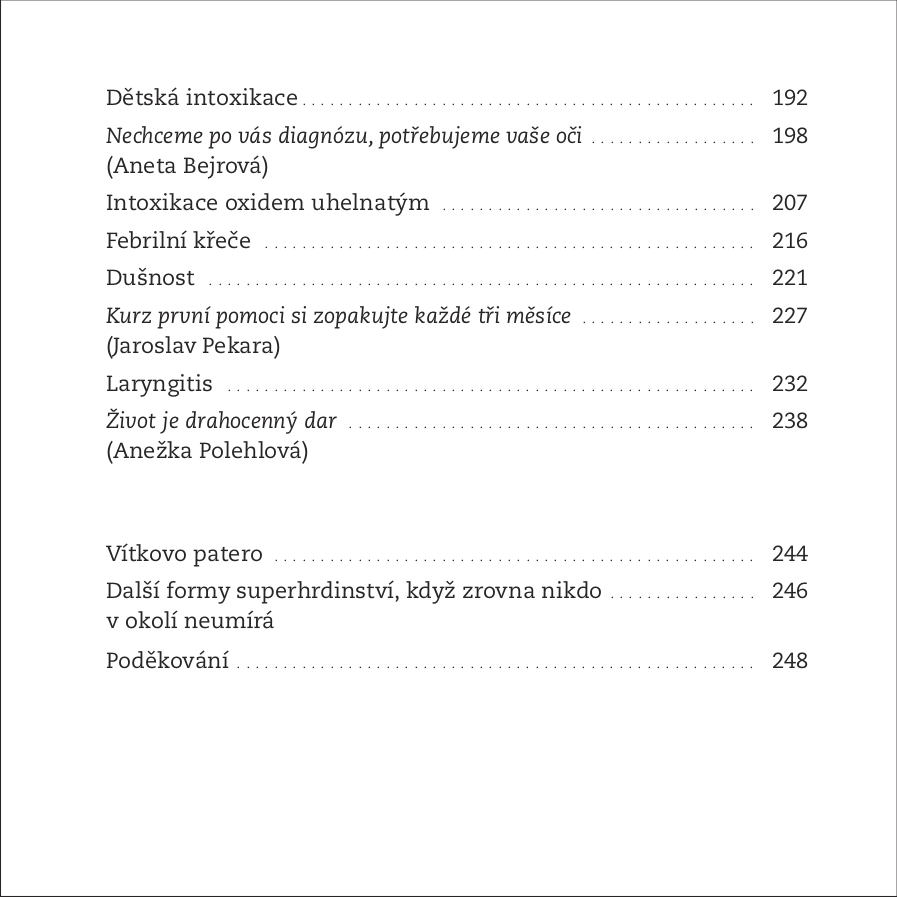 Dětská intoxikace . . . . . . . . . . . . . . . . . . . . . . . . . . . . . . . . . . . . . . . . . . . . . . . . . 192
Nechceme po vás diagnózu, potřebujeme vaše oči . . . . . . . . . . . . . . . . . . 198
(Aneta Bejrová)
Intoxikace oxidem uhelnatým . . . . . . . . . . . . . . . . . . . . . . . . . . . . . . . . . . 207
Febrilní křeče . . . . . . . . . . . . . . . . . . . . . . . . . . . . . . . . . . . . . . . . . . . . . . . . . . . . . 216
Dušnost . . . . . . . . . . . . . . . . . . . . . . . . . . . . . . . . . . . . . . . . . . . . . . . . . . . . . . . . . . . 221
Kurz první pomoci si zopakujte každé tři měsíce . . . . . . . . . . . . . . . . . . . 227
(Jaroslav Pekara)
Laryngitis . . . . . . . . . . . . . . . . . . . . . . . . . . . . . . . . . . . . . . . . . . . . . . . . . . . . . . . . . 232
Život je drahocenný dar . . . . . . . . . . . . . . . . . . . . . . . . . . . . . . . . . . . . . . . . . . . . 238
(Anežka Polehlová)
Vítkovo patero . . . . . . . . . . . . . . . . . . . . . . . . . . . . . . . . . . . . . . . . . . . . . . . . . . . . 244
Další formy superhrdinství, když zrovna nikdo . . . . . . . . . . . . . . . . 246
v okolí neumírá
Poděkování . . . . . . . . . . . . . . . . . . . . . . . . . . . . . . . . . . . . . . . . . . . . . . . . . . . . . . . . 248